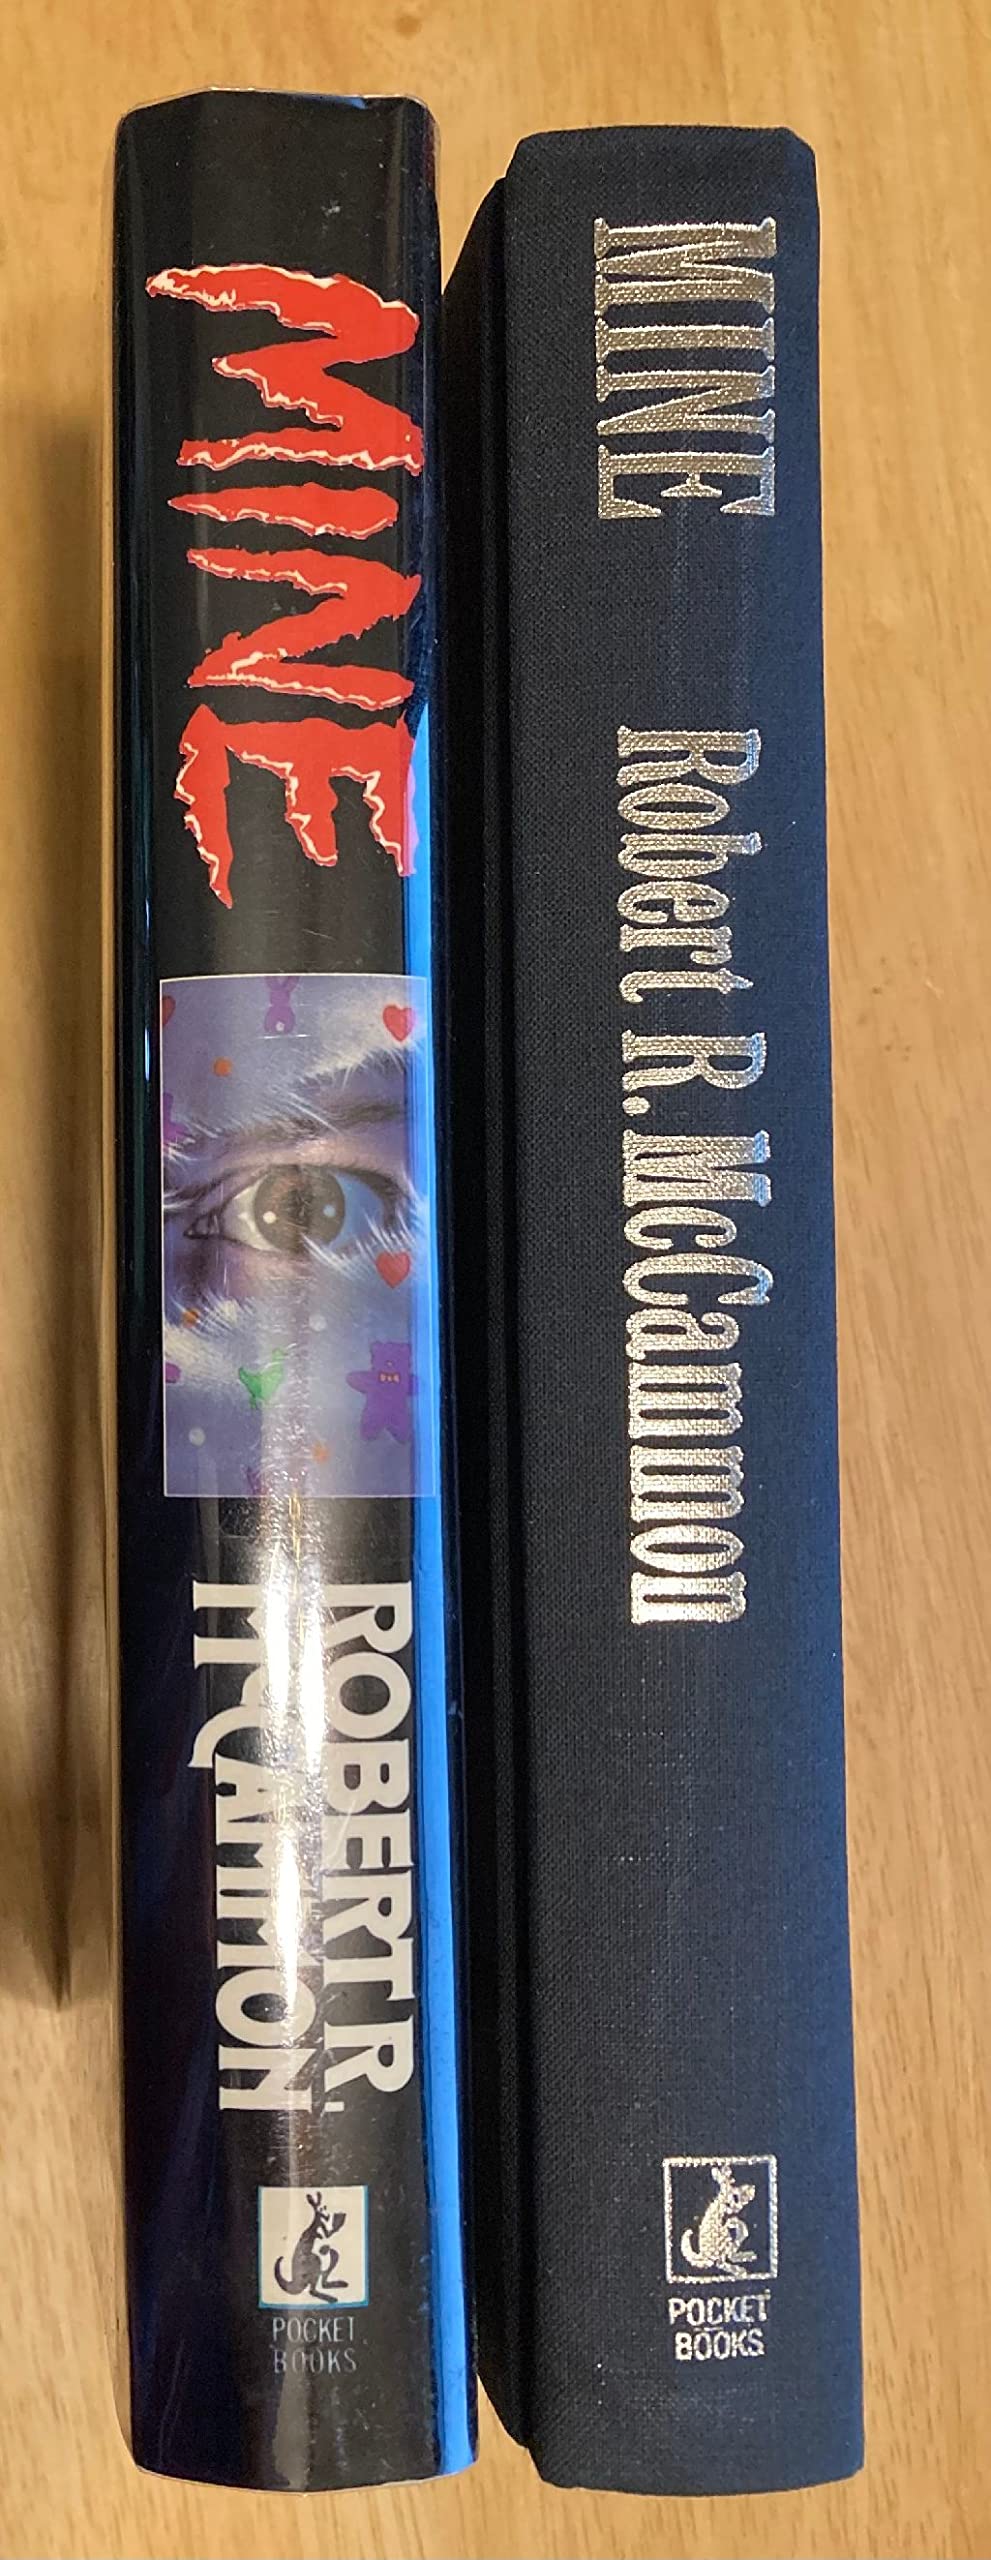 MINE
ROBERT R.
McCAMMON
POCKET
BOOKS
MINE
Robert R. McCammon
POCKET
BOOKS